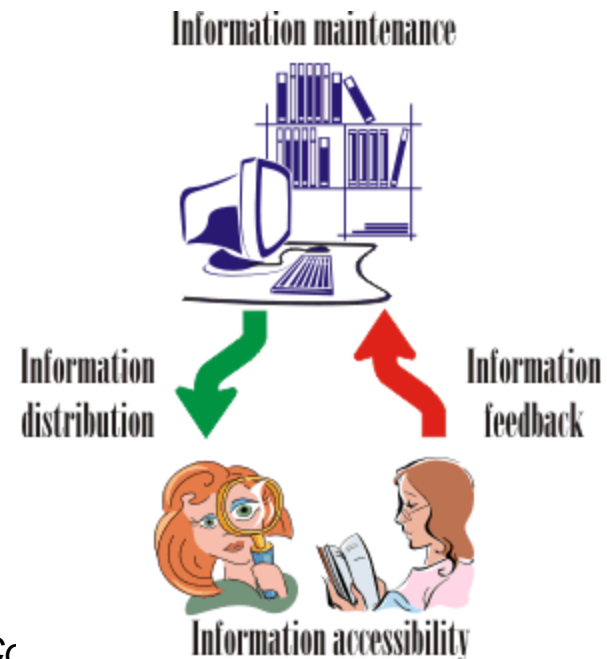 Information maintenance
Information
distribution
Information
feedback
Information accessibility